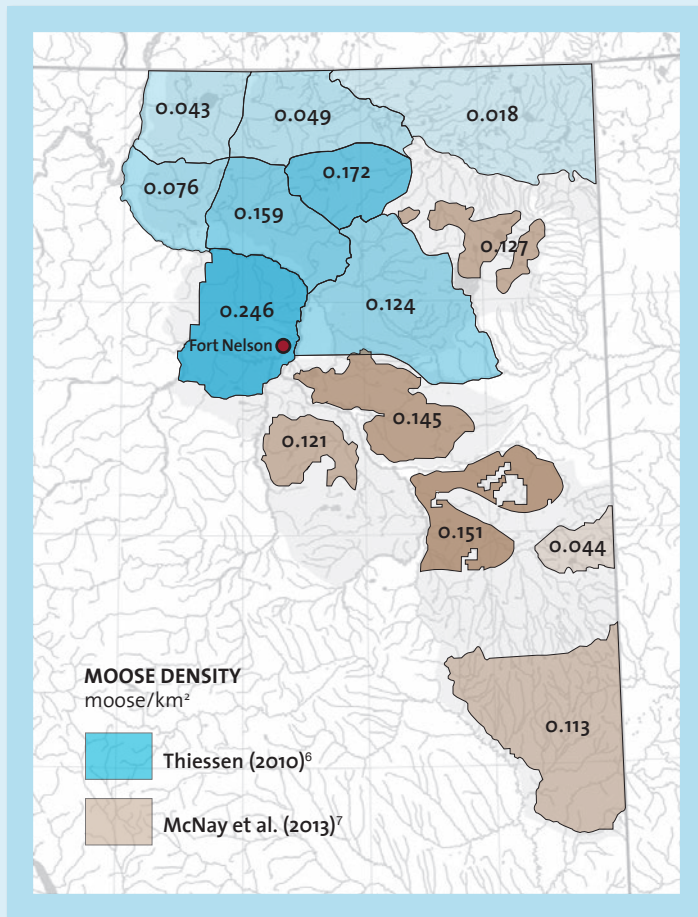 0.043
0.049
0.018
0.076
0.172
0.159
0.127
0.246
0.124
Fort Nelson
0.145
0.121
0.151
0.044
MOOSE DENSITY
moose/km²
0.113
Thiessen (2010)⁶
McNay et al. (2013)⁷